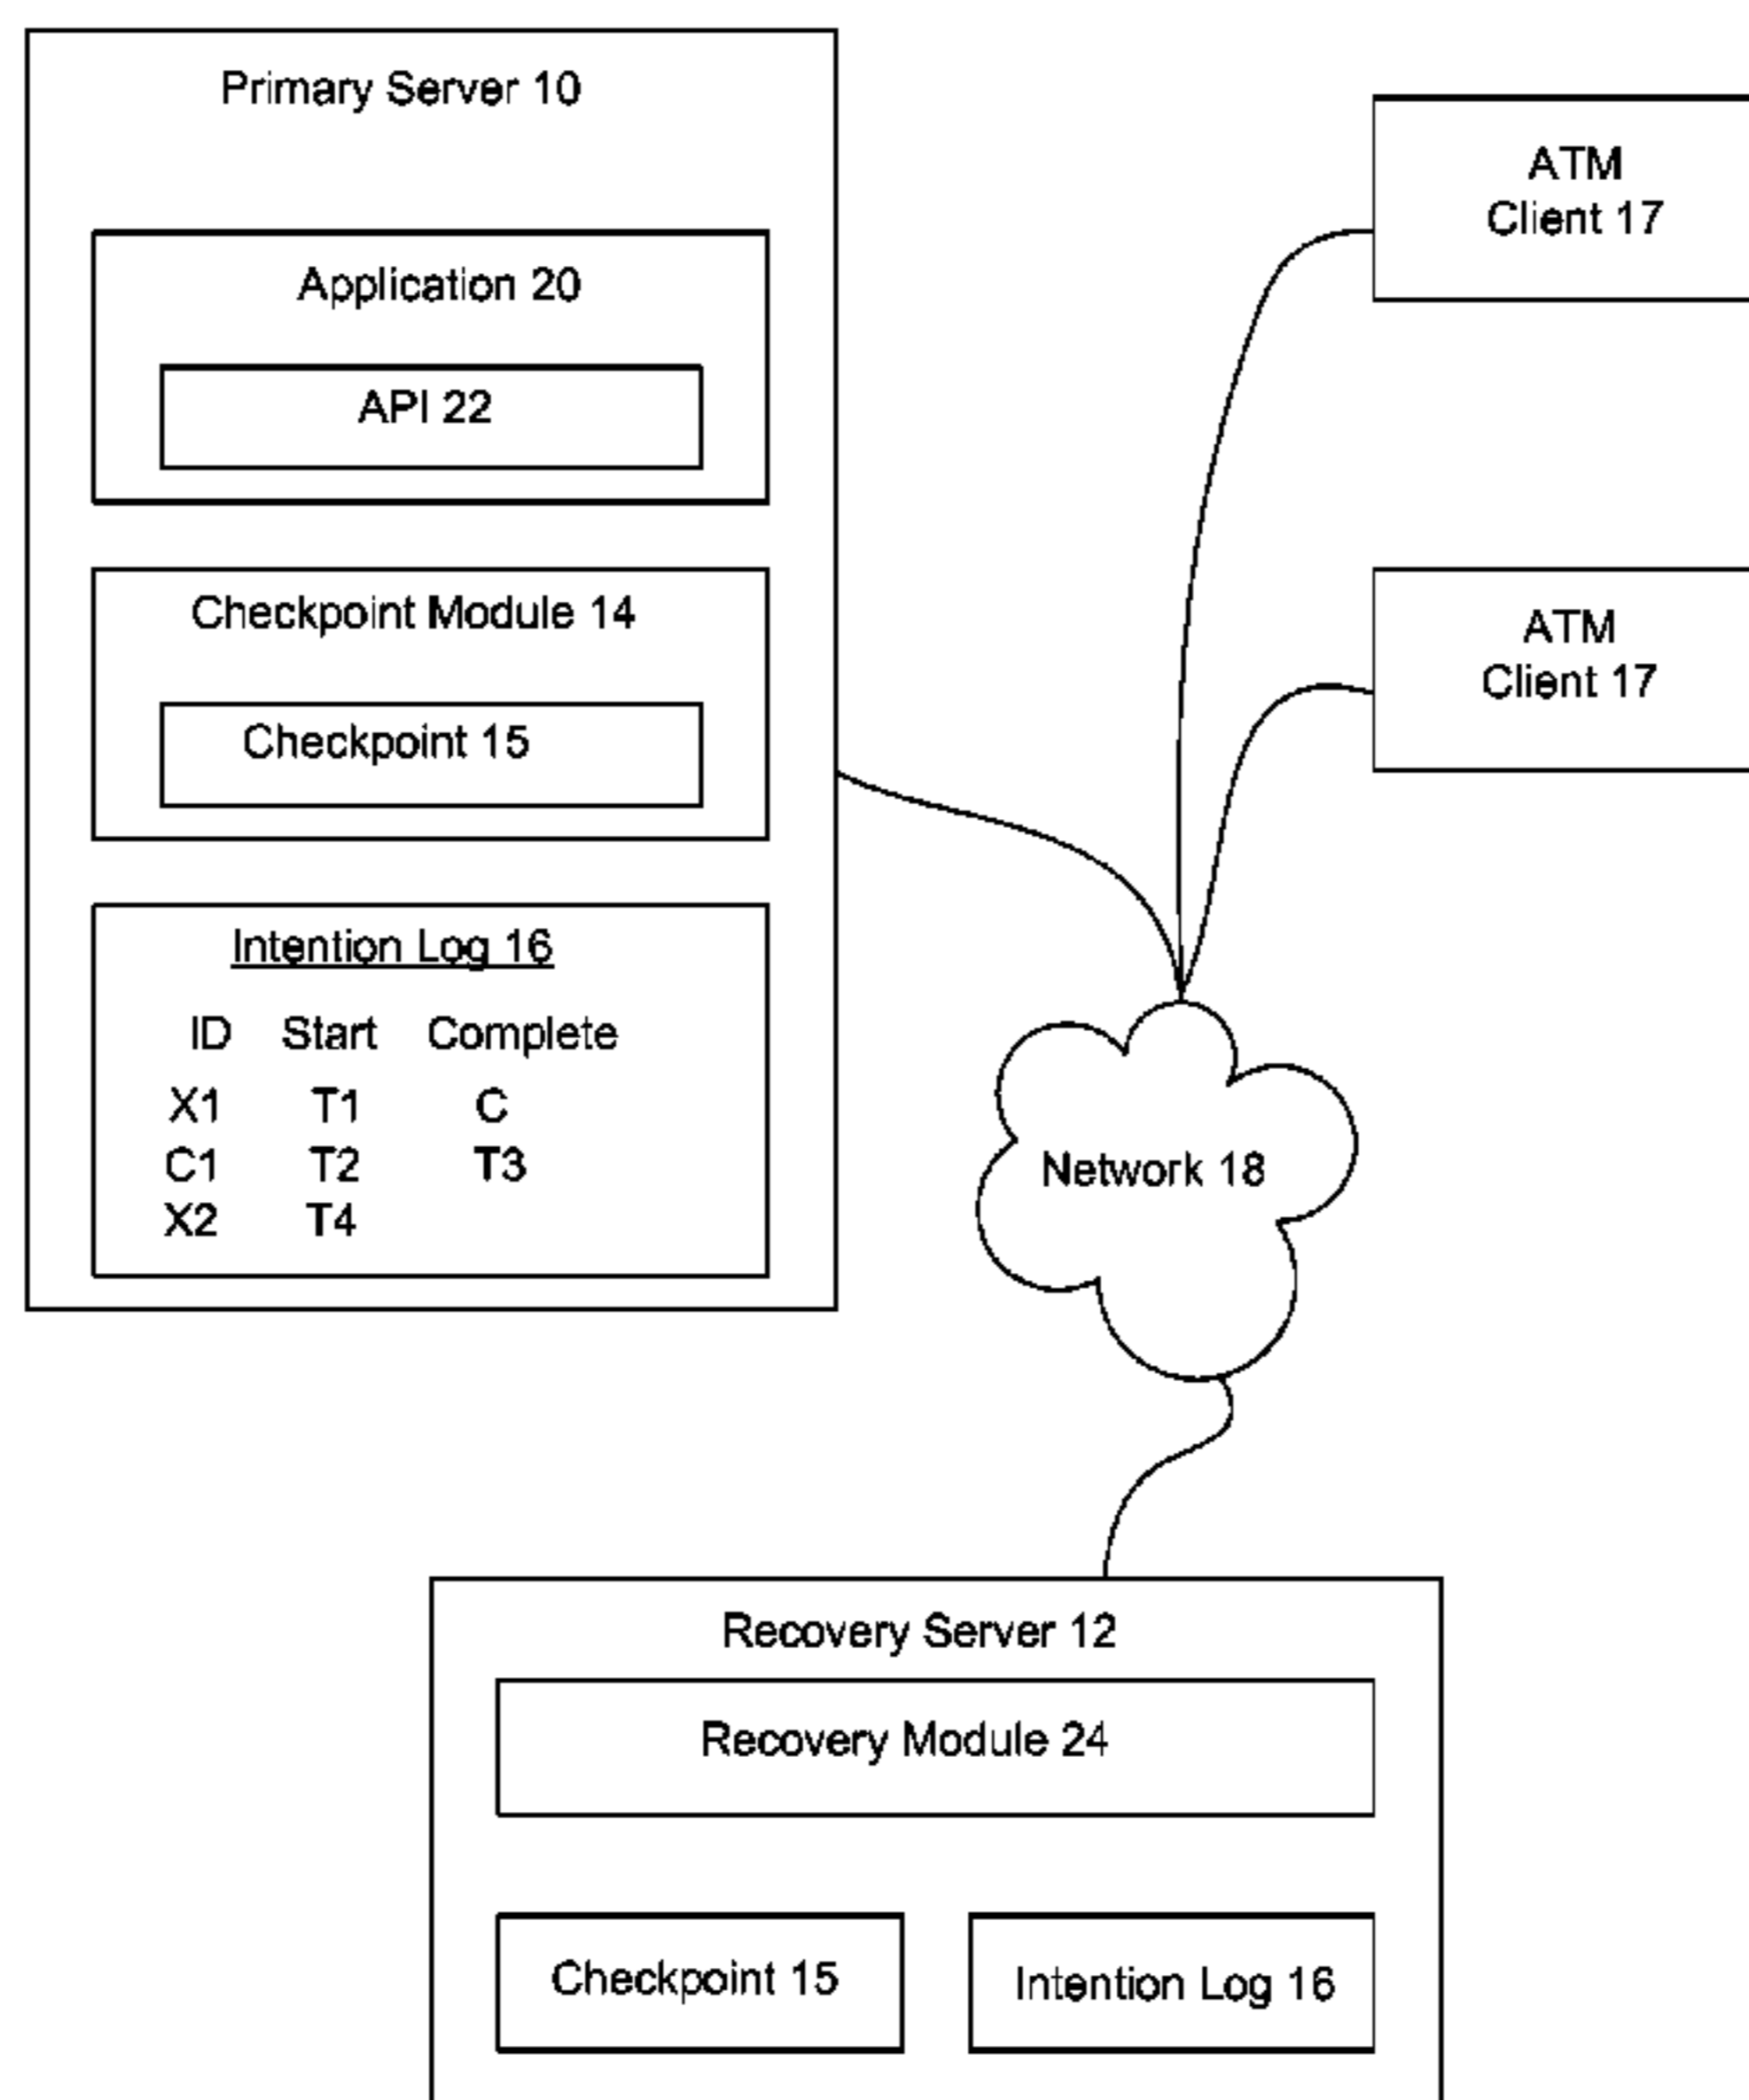 Primary Server 10
Application 20
API 22
Checkpoint Module 14
Checkpoint 15
Intention Log 16
ID Start Complete
X1 T1 C
C1 T2 T3
X2 T4
ATM
Client 17
ATM
Client 17
Network 18
Recovery Server 12
Recovery Module 24
Checkpoint 15 Intention Log 16